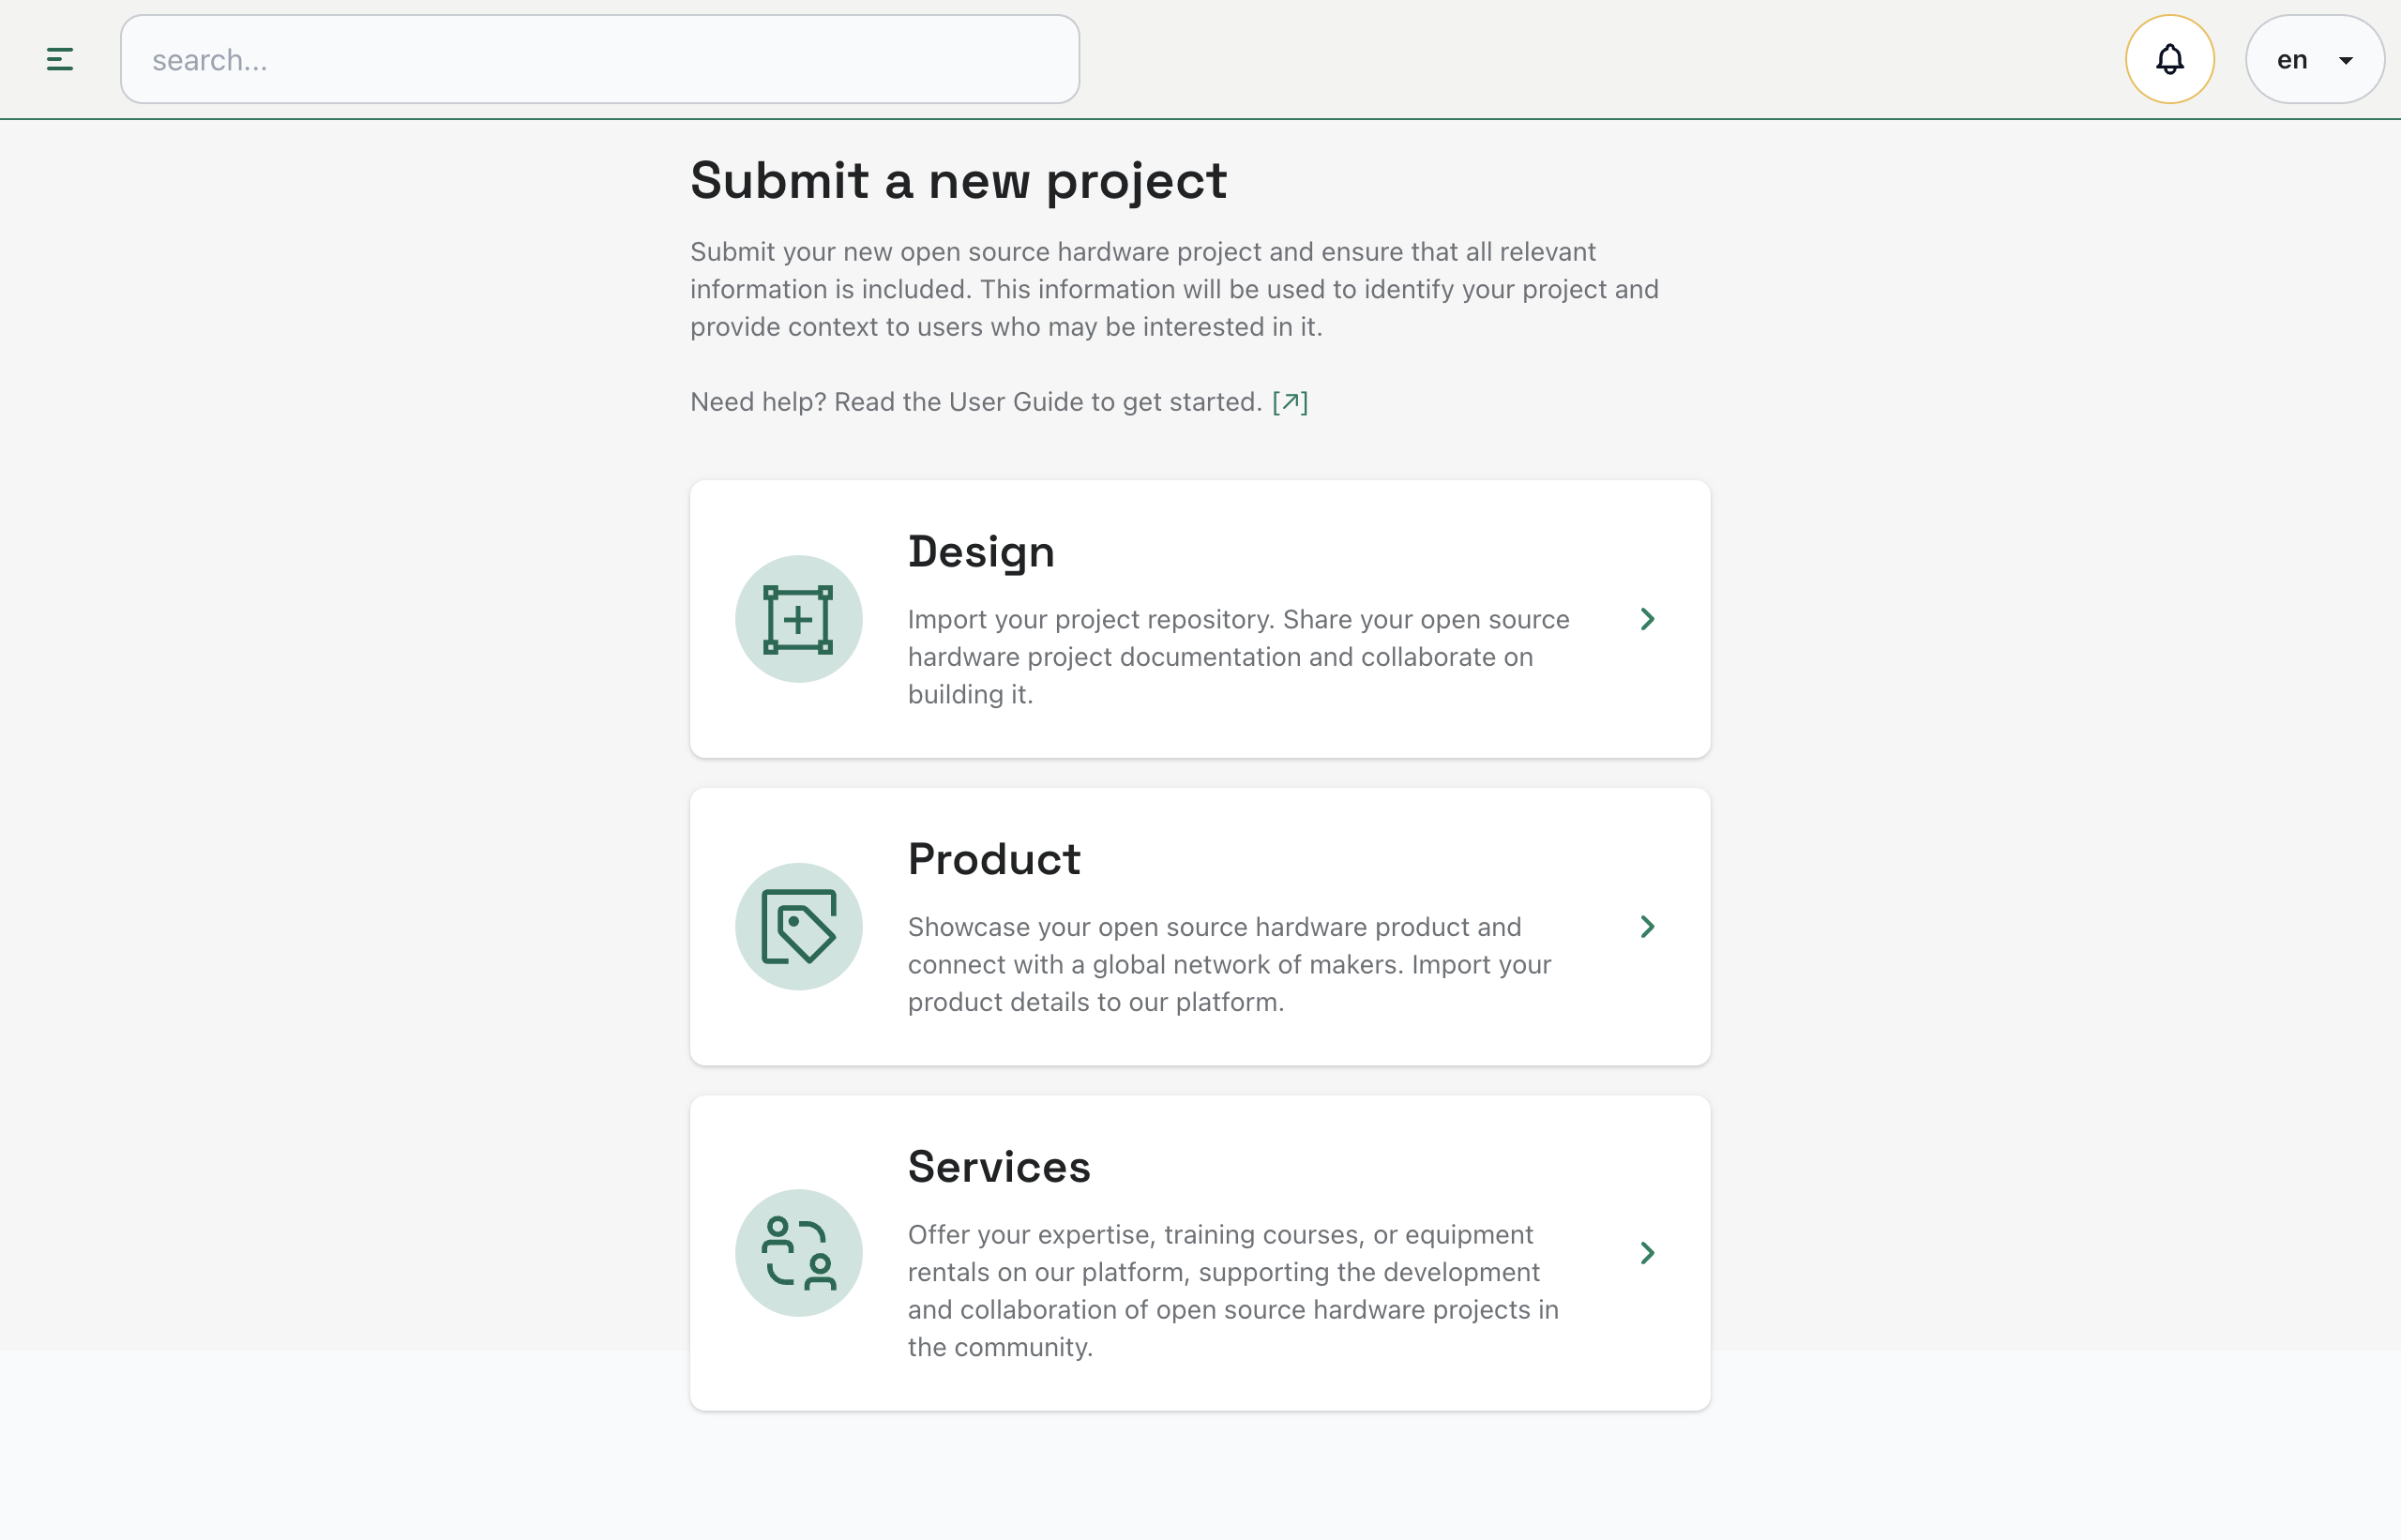 search...
en
Submit a new project
Submit your new open source hardware project and ensure that all relevant
information is included. This information will be used to identify your project and
provide context to users who may be interested in it.
Need help? Read the User Guide to get started. [↗]
Design
Import your project repository. Share your open source
hardware project documentation and collaborate on
building it.
Product
Showcase your open source hardware product and
connect with a global network of makers. Import your
product details to our platform.
Services
Offer your expertise, training courses, or equipment
rentals on our platform, supporting the development
and collaboration of open source hardware projects in
the community.